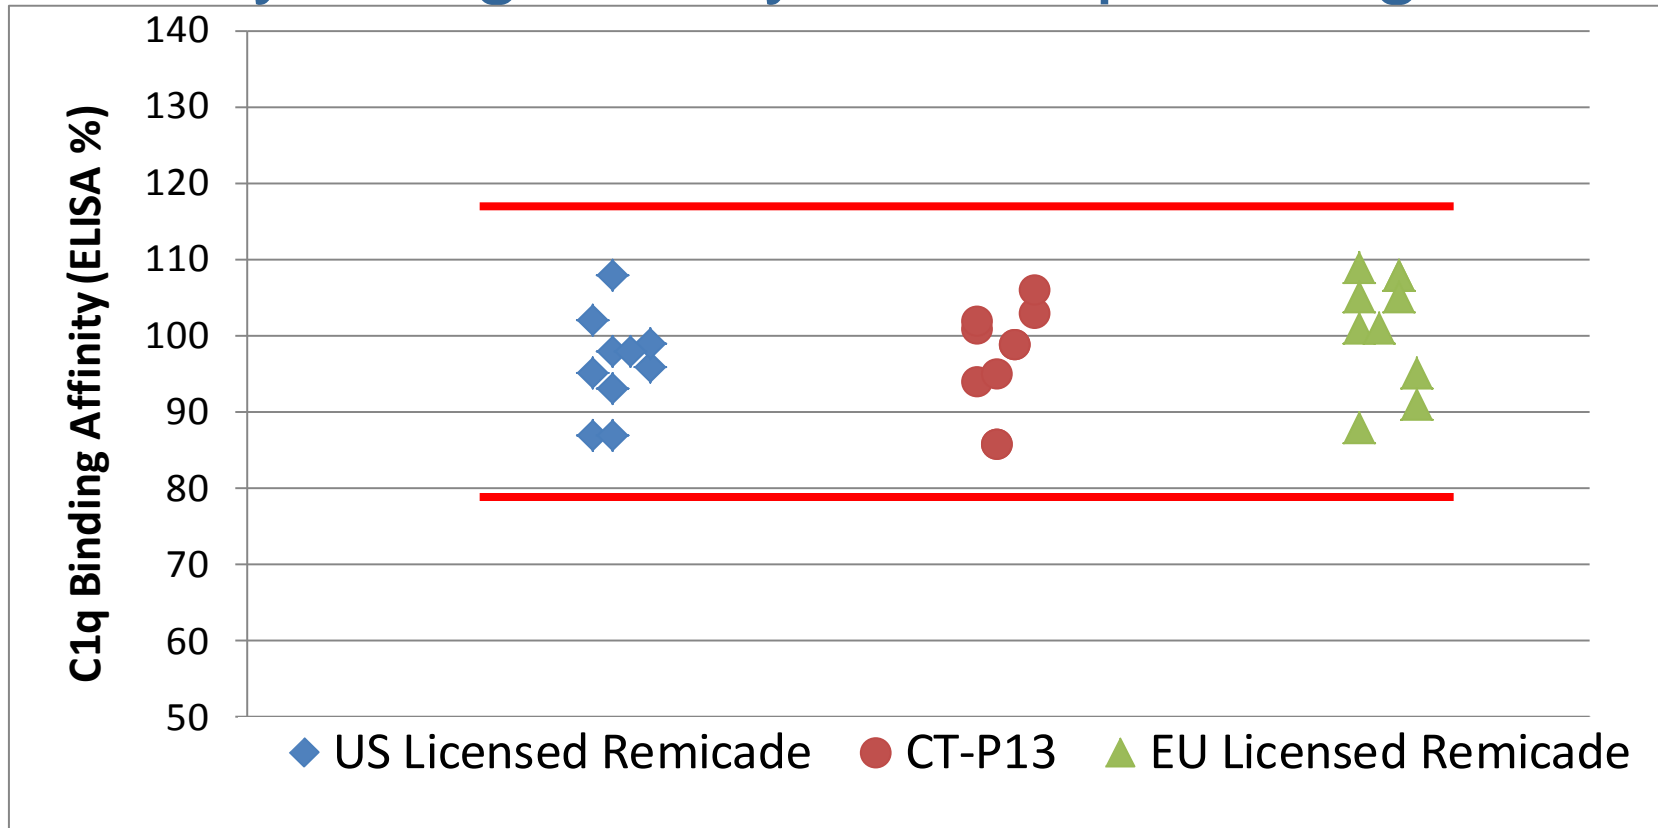 140
130
120
110
100
90
80
70
60
50
C1q Binding Affinity (ELISA %)
US Licensed Remicade
CT-P13
EU Licensed Remicade